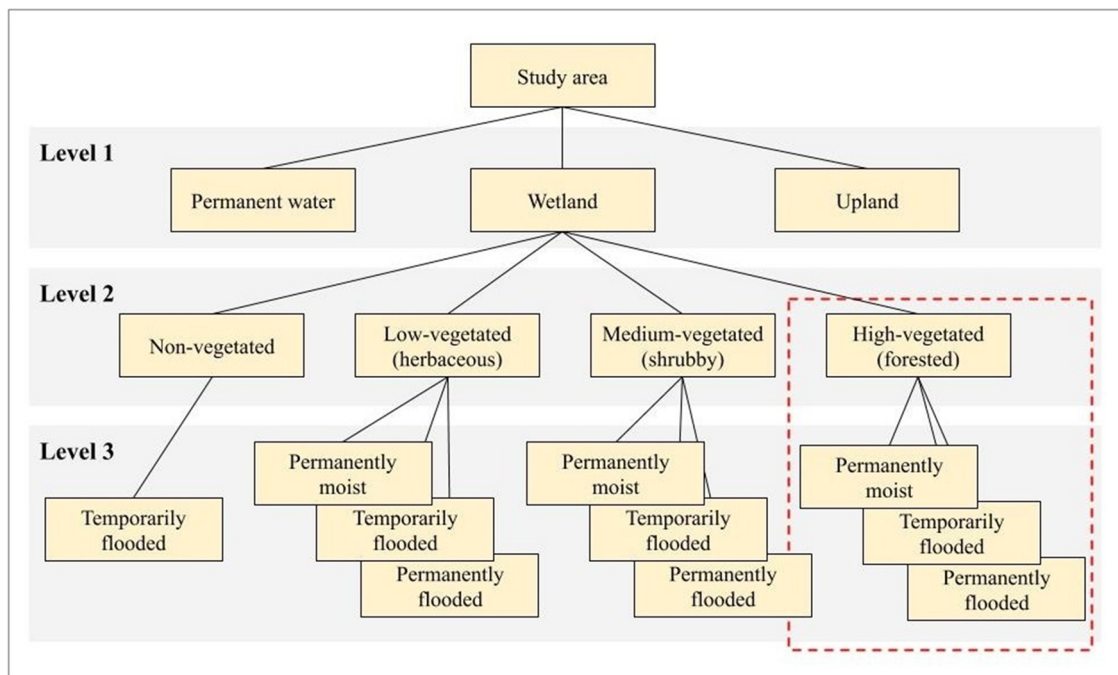 Study area
Level 1
Permanent water
Wetland
Upland
Level 2
Non-vegetated
Low-vegetated
(herbaceous)
Medium-vegetated
(shrubby)
High-vegetated
(forested)
Level 3
Temporarily
flooded
Permanently
moist
Temporarily
flooded
Permanently
flooded
Permanently
moist
Temporarily
flooded
Permanently
flooded
Permanently
moist
Temporarily
flooded
Permanently
flooded